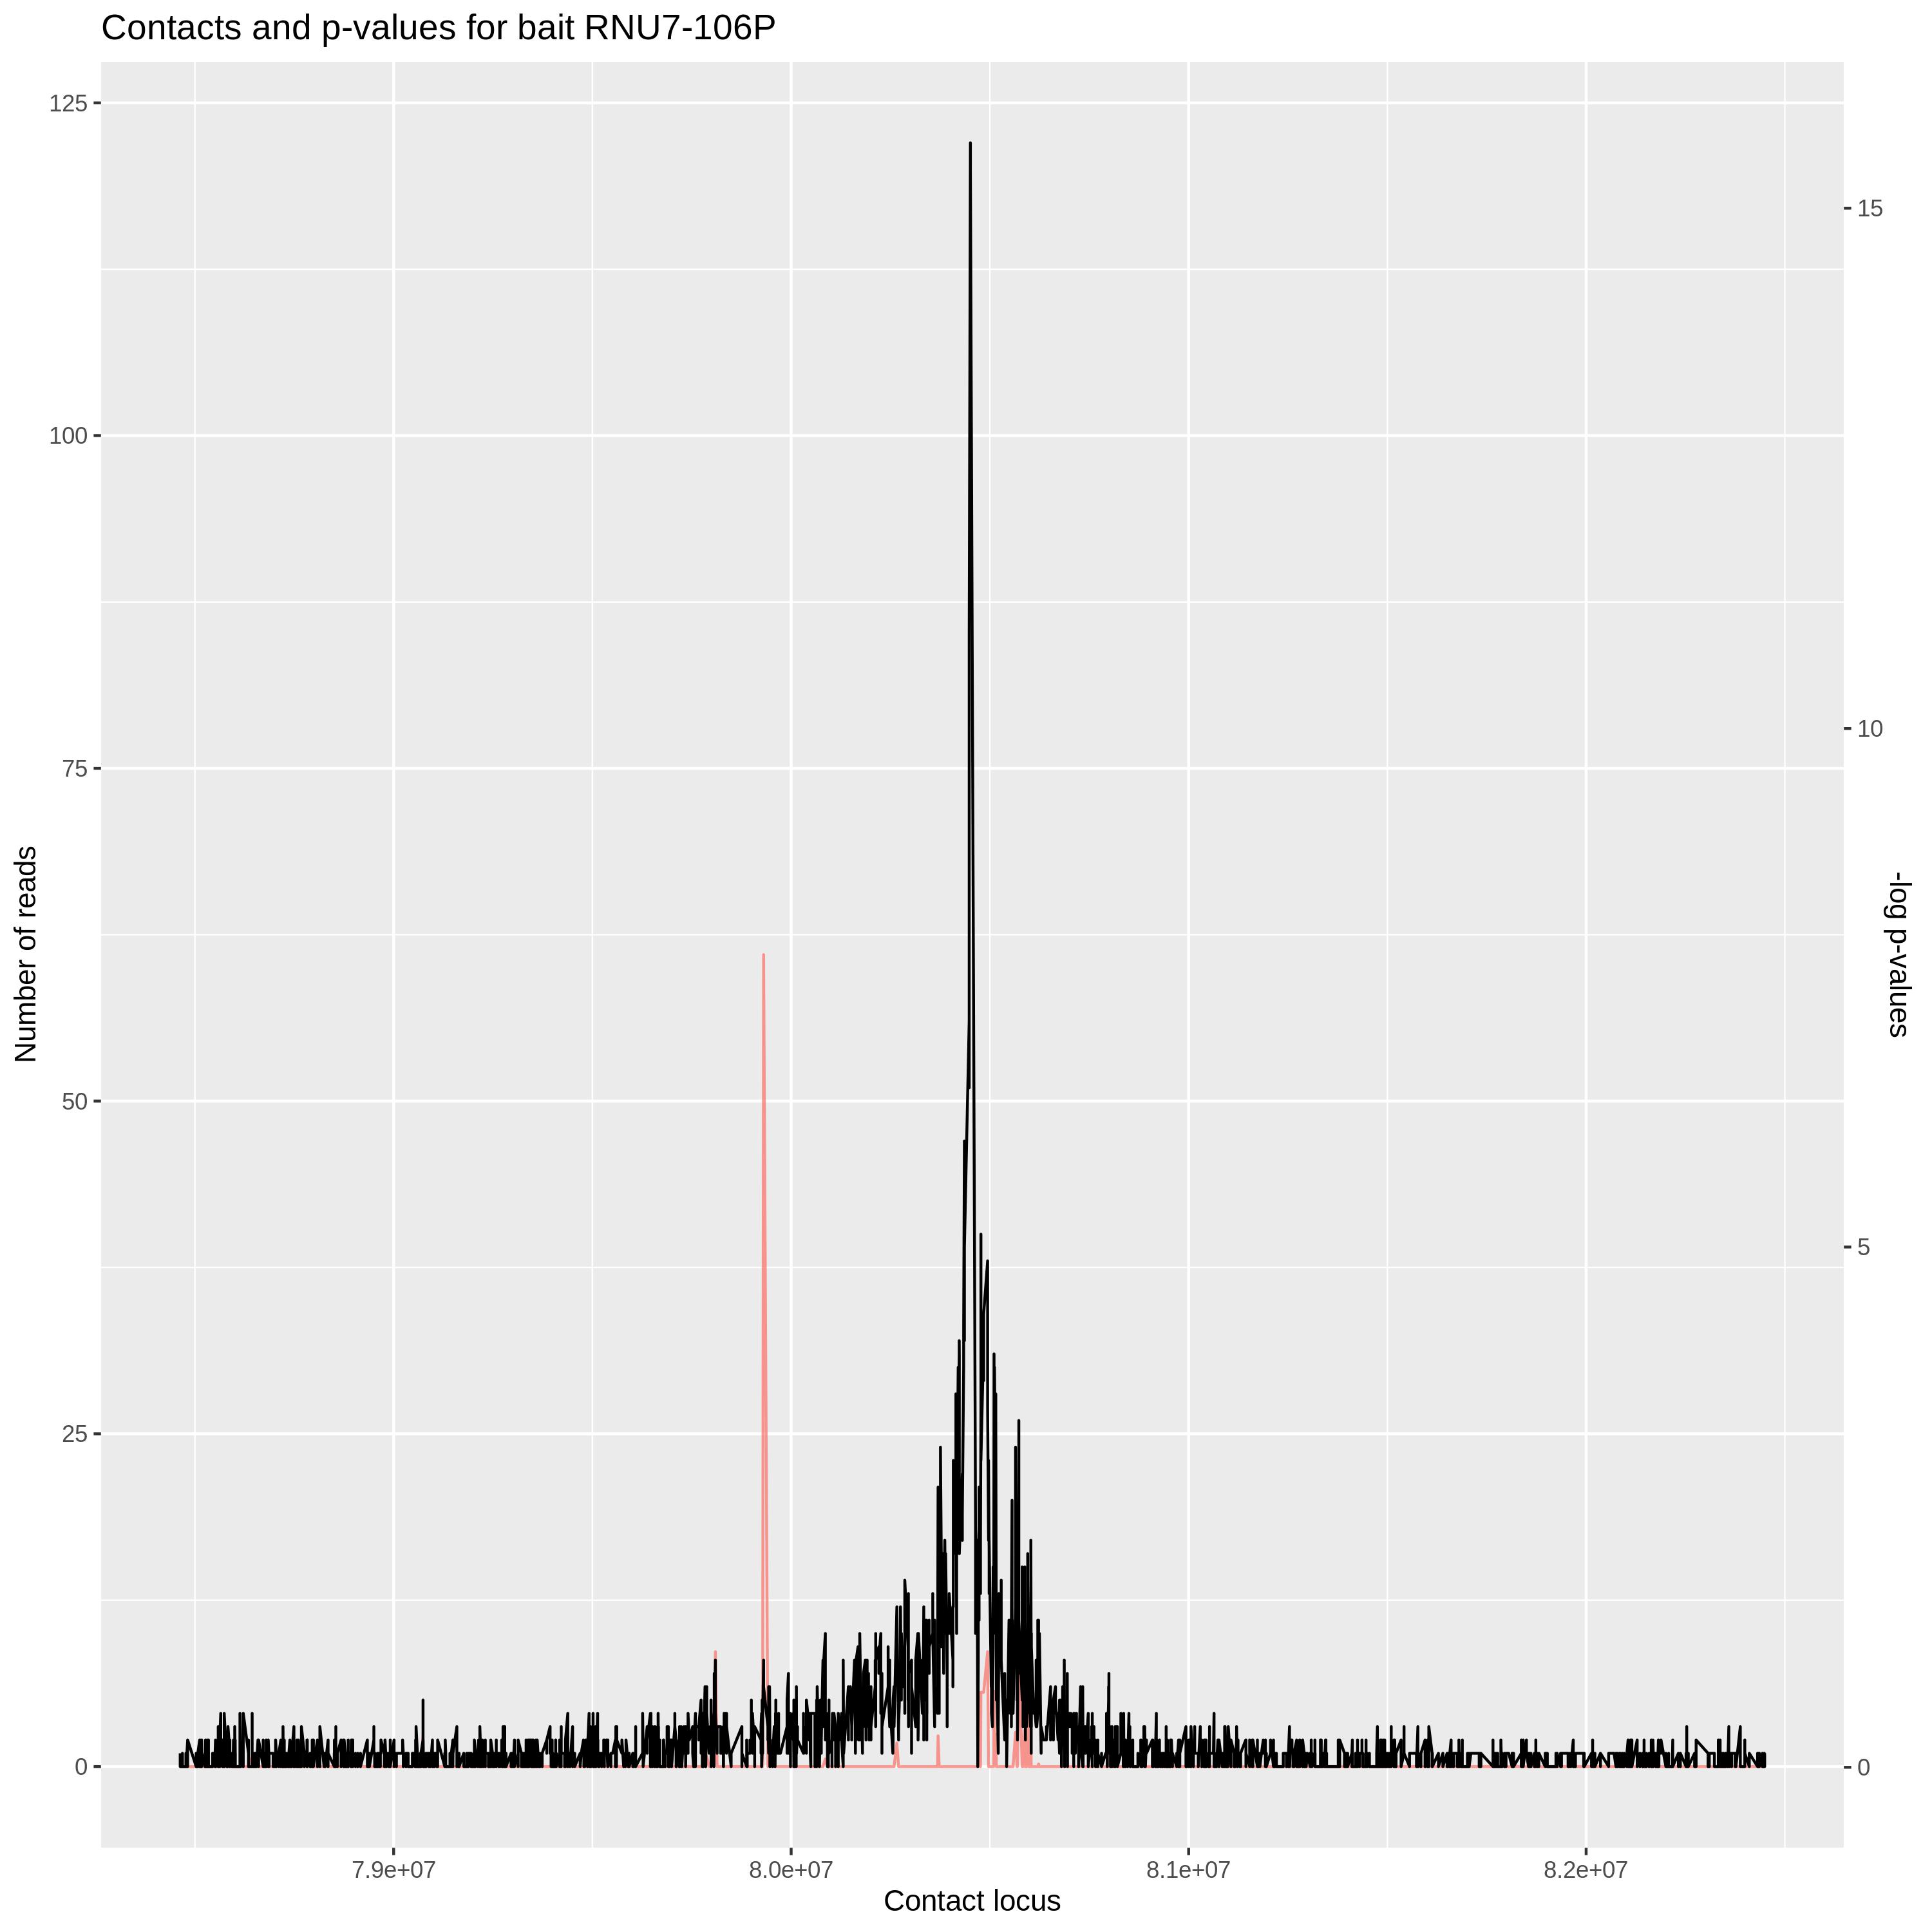 Contacts and p-values for bait RNU7-106P
125
100
75
50
25
0
Number of reads
15
10
5
0
-log p-values
7.9e+07
8.0e+07
8.1e+07
8.2e+07
Contact locus